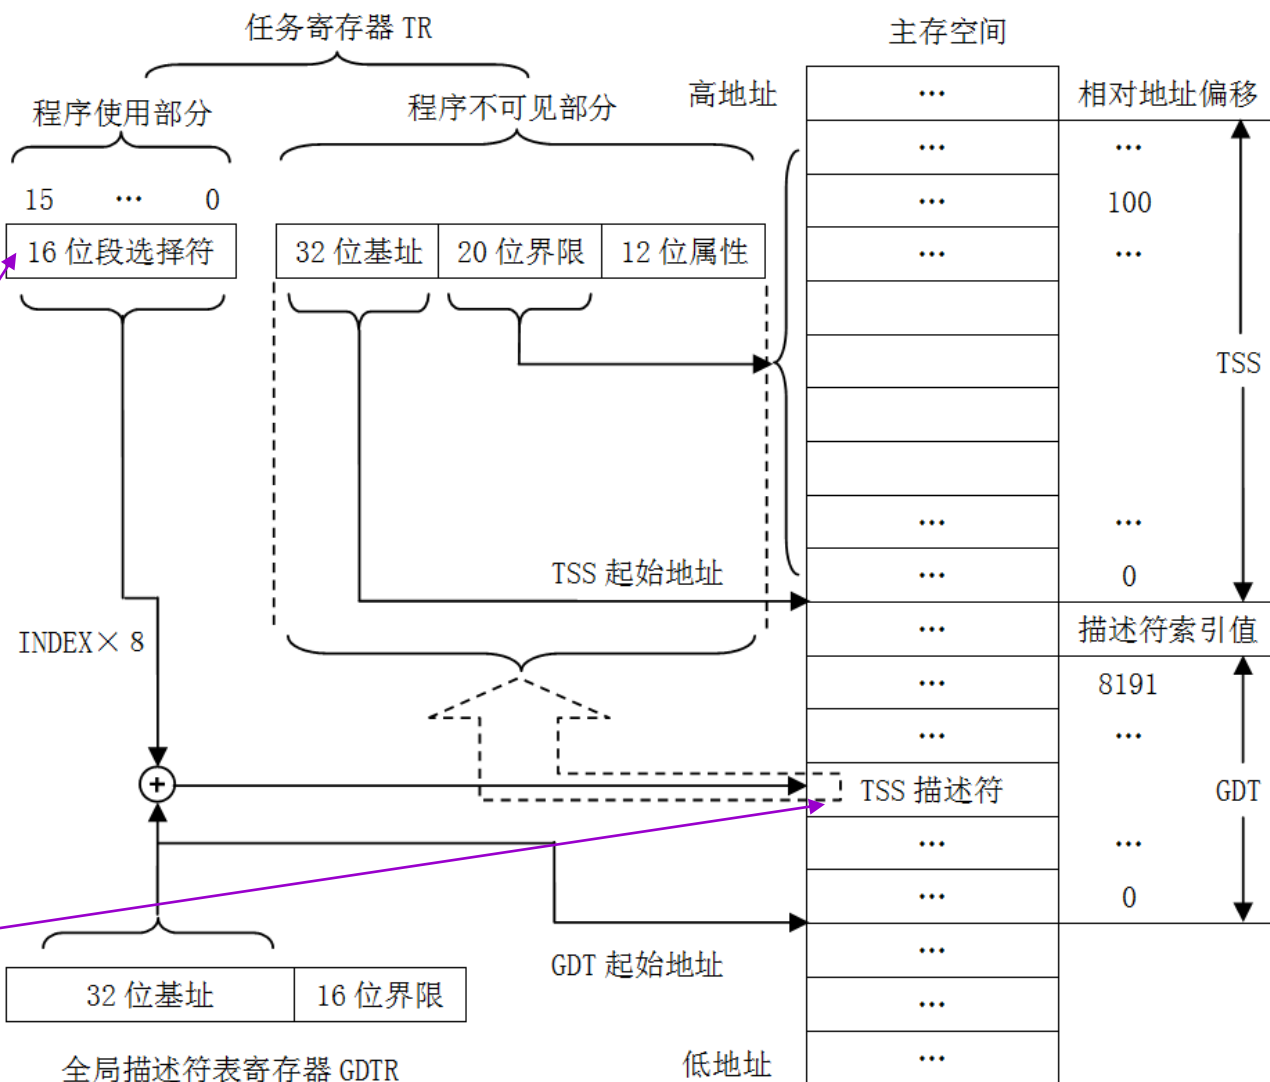 任务寄存器 TR
主存空间
程序使用部分
程序不可见部分
高地址
…
相对地址偏移
…
…
15 … 0
…
100
16 位段选择符
32 位基址
20 位界限
12 位属性
…
…
TSS
…
…
TSS 起始地址
…
0
INDEX×8
…
描述符索引值
…
8191
…
…
TSS 描述符
GDT
+
…
…
…
0
…
GDT 起始地址
32 位基址
16 位界限
…
全局描述符表寄存器 GDTR
低地址
…